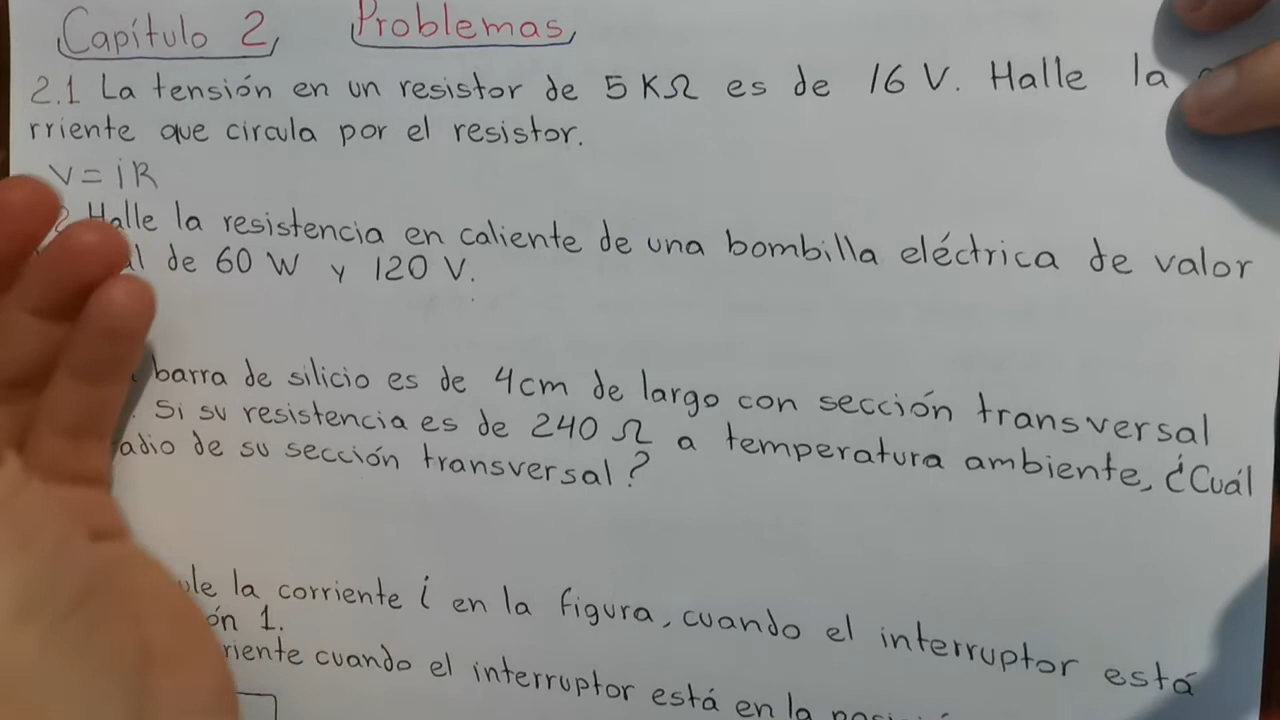 Capítulo 2 Problemas
2.1 La tensión en un resistor de 5 KΩ es de 16 V. Halle la
rriente que circula por el resistor.
V = i R
Halle la resistencia en caliente de una bombilla eléctrica de valor
de 60 W y 120 V.
barra de silicio es de 4cm de largo con sección transversal
Si su resistencia es de 240 Ω a temperatura ambiente, ¿Cuál
adio de su sección transversal?
la corriente i en la figura, cuando el interruptor está
ón 1.
riente cuando el interruptor está en la